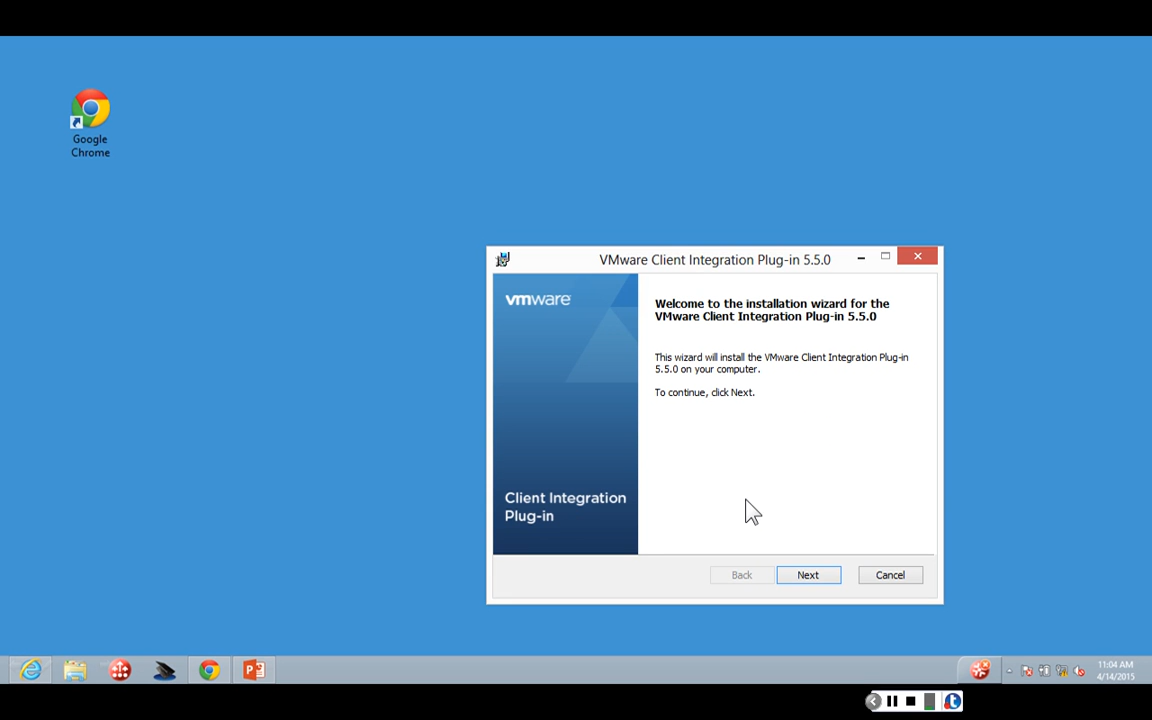 Google
Chrome
VMware Client Integration Plug-in 5.5.0
vmware
Welcome to the installation wizard for the
VMware Client Integration Plug-in 5.5.0
This wizard will install the VMware Client Integration Plug-in
5.5.0 on your computer.
To continue, click Next.
Client Integration
Plug-in
Back
Next
Cancel
11:04 AM
4/14/2015